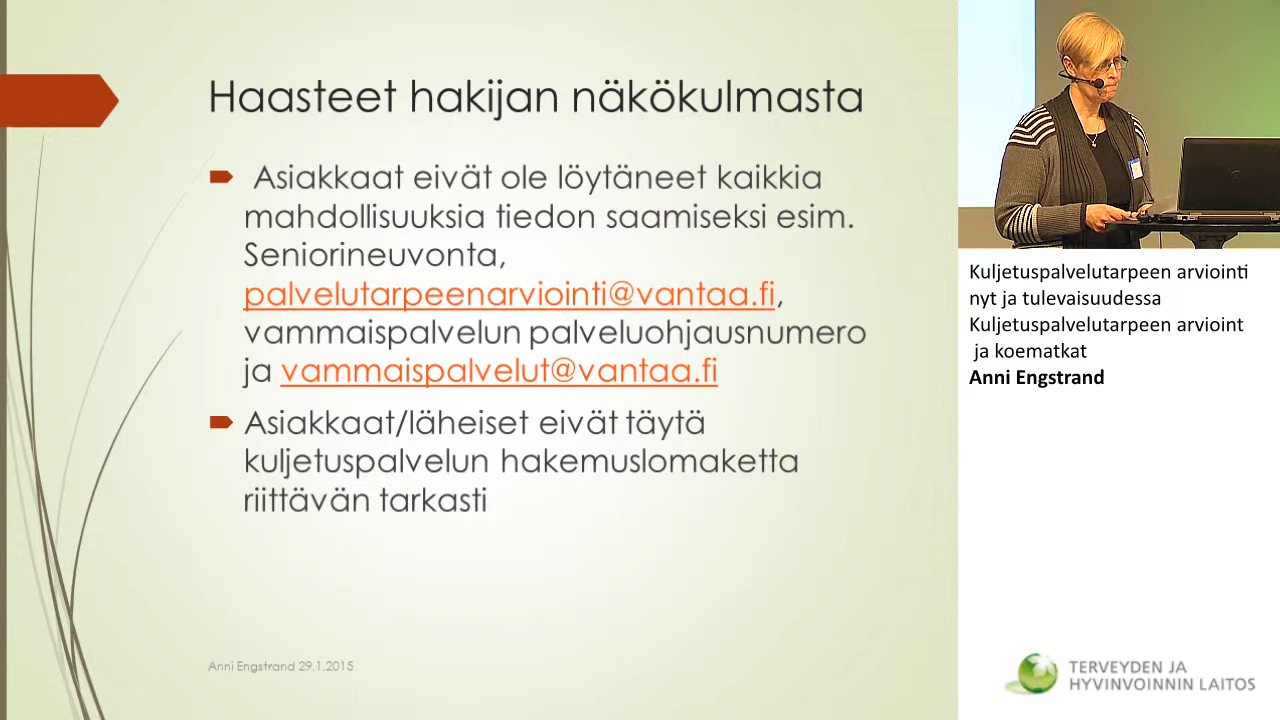 Haasteet hakijan näkökulmasta
Asiakkaat eivät ole löytäneet kaikkia
mahdollisuuksia tiedon saamiseksi esim.
Seniorineuvonta,
palvelutarpeenarviointi@vantaa.fi,
vammaispalvelun palveluohjausnumero
ja vammaispalvelut@vantaa.fi
Asiakkaat/läheiset eivät täytä
kuljetuspalvelun hakemuslomaketta
riittävän tarkasti
Anni Engstrand 29.1.2015
Kuljetuspalvelutarpeen arviointi
nyt ja tulevaisuudessa
Kuljetuspalvelutarpeen arvioint
ja koematkat
Anni Engstrand
TERVEYDEN JA
HYVINVOINNIN LAITOS